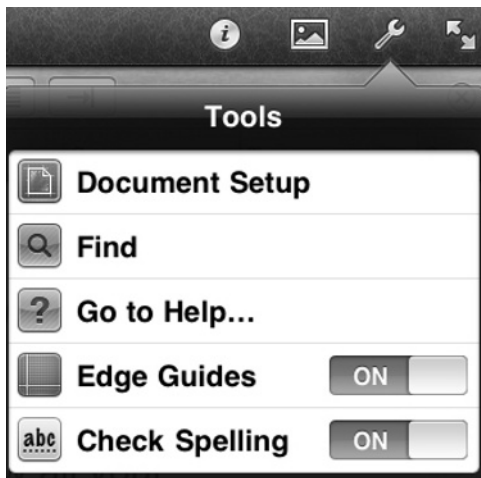 Tools
Document Setup
Find
? Go to Help...
Edge Guides ON
abc Check Spelling ON